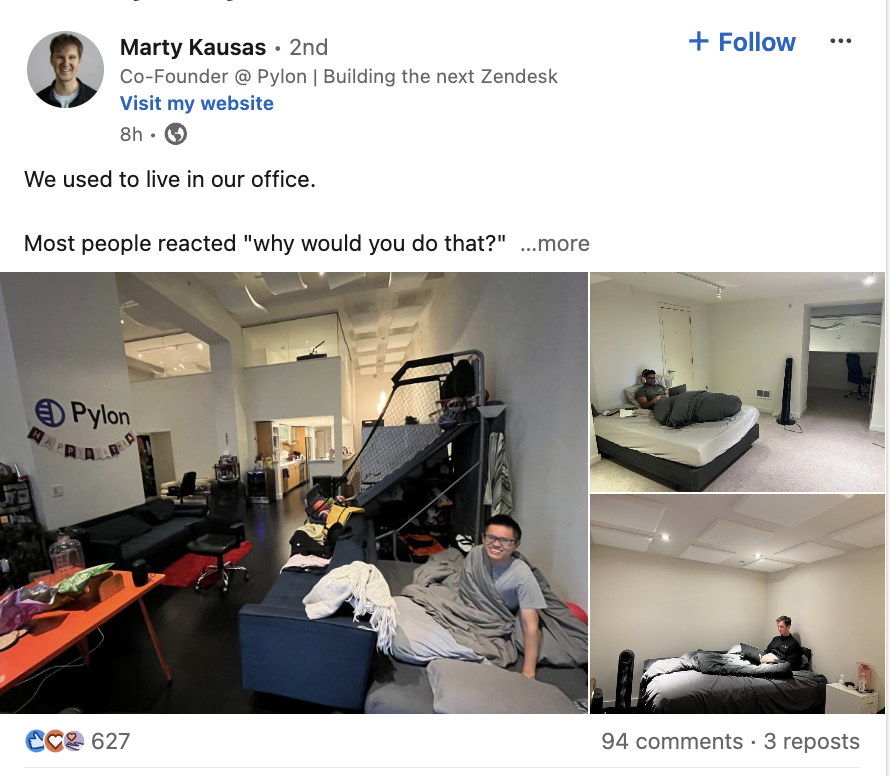 Marty Kausas • 2nd
+ Follow ...
Co-Founder @ Pylon | Building the next Zendesk
Visit my website
8h •
We used to live in our office.
Most people reacted "why would you do that?" ...more
Pylon
627
94 comments · 3 reposts